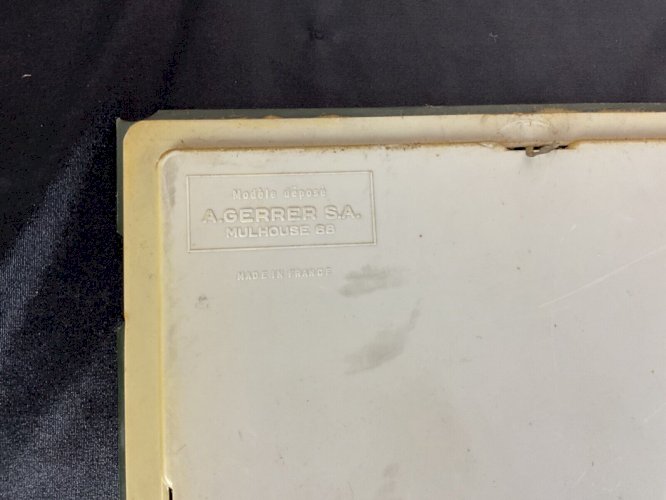 Modèle déposé
A.GERRER S.A.
MULHOUSE 68
MADE IN FRANCE